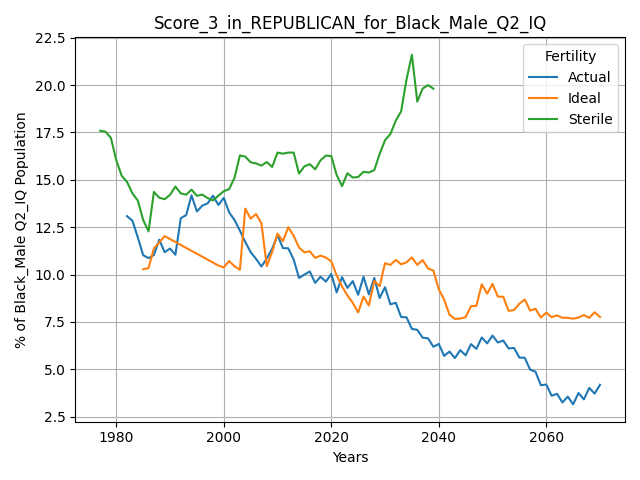 Score_3_in_REPUBLICAN_for_Black_Male_Q2_IQ
% of Black_Male Q2_IQ Population
22.5
20.0
17.5
15.0
12.5
10.0
7.5
5.0
2.5
Fertility
Actual
Ideal
Sterile
1980 2000 2020 2040 2060
Years